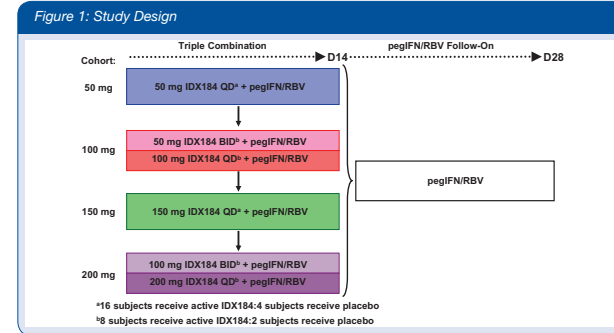 Figure 1: Study Design
Triple Combination
pegIFN/RBV Follow-On
Cohort:
D14
D28
50 mg
50 mg IDX184 QDᵃ + pegIFN/RBV
100 mg
50 mg IDX184 BIDᵇ + pegIFN/RBV
100 mg IDX184 QDᵇ + pegIFN/RBV
pegIFN/RBV
150 mg
150 mg IDX184 QDᵃ + pegIFN/RBV
200 mg
100 mg IDX184 BIDᵇ + pegIFN/RBV
200 mg IDX184 QDᵇ + pegIFN/RBV
ᵃ16 subjects receive active IDX184:4 subjects receive placebo
ᵇ8 subjects receive active IDX184:2 subjects receive placebo